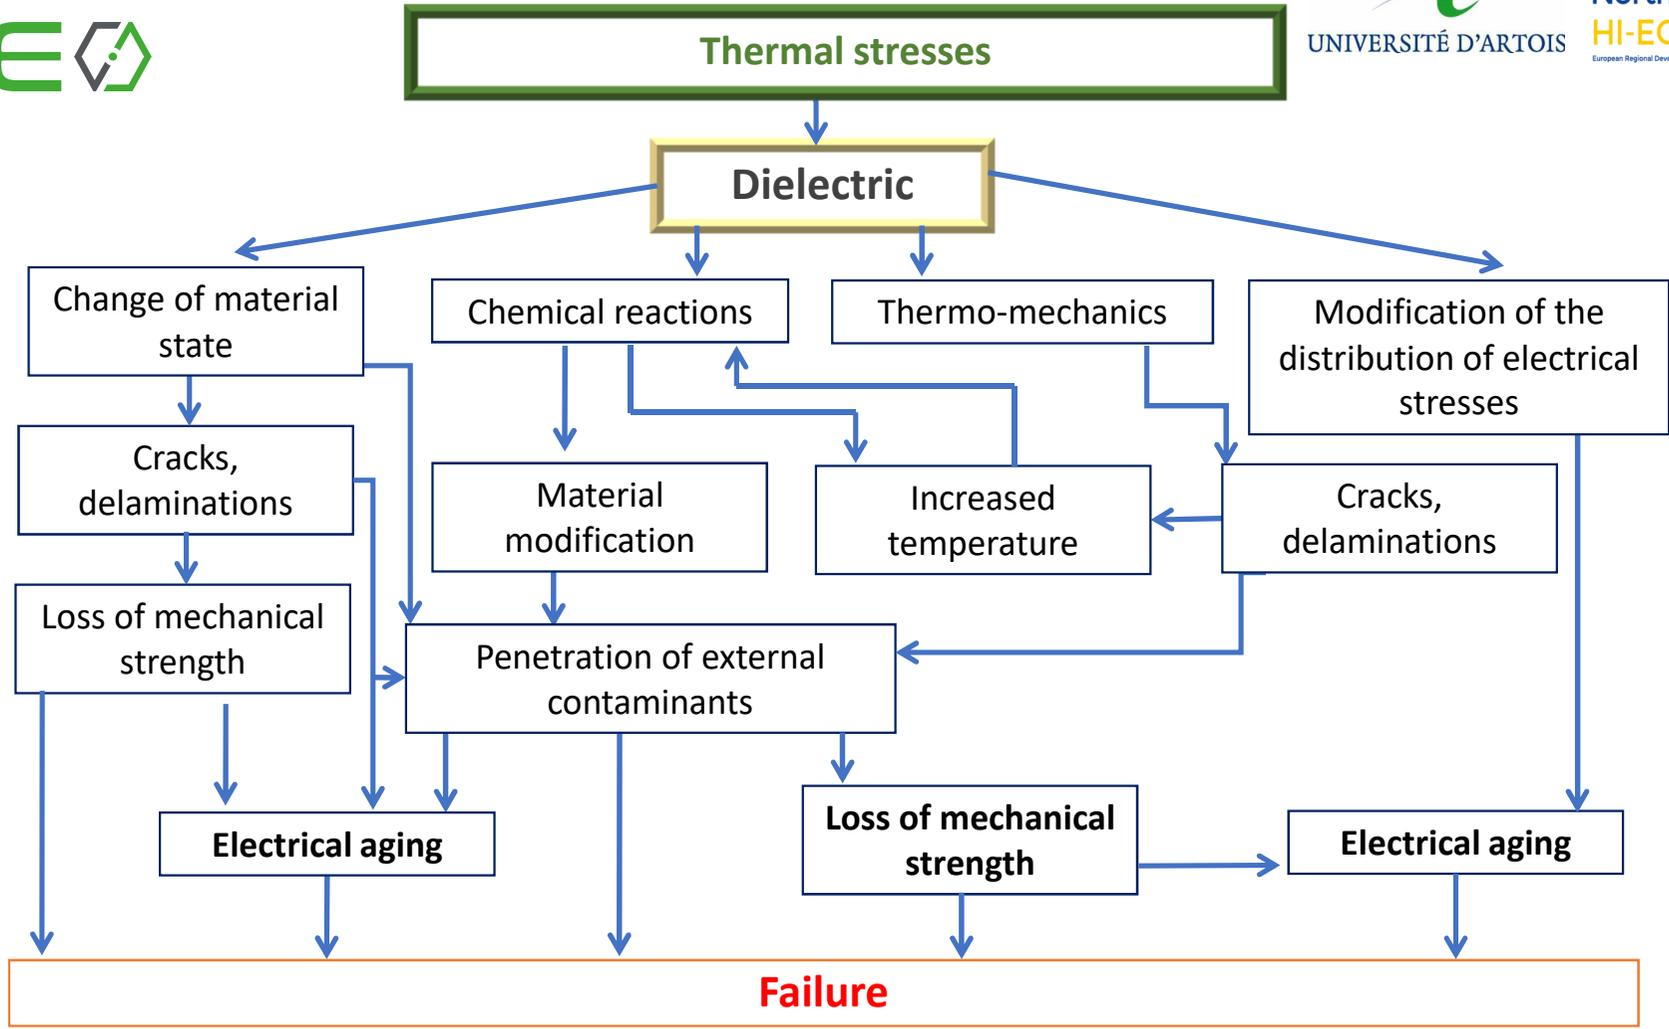 Thermal stresses
UNIVERSITÉ D'ARTOIS
European Regional
Dielectric
Change of material
state
Chemical reactions
Thermo-mechanics
Modification of the
distribution of electrical
stresses
Cracks,
delaminations
Material
modification
Increased
temperature
Cracks,
delaminations
Loss of mechanical
strength
Penetration of external
contaminants
Electrical aging
Loss of mechanical
strength
Electrical aging
Failure